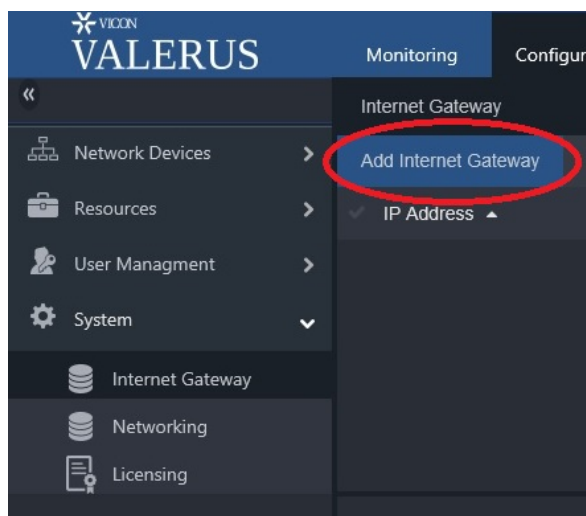 VICON
VALERUS
Monitoring
Configur
«
Internet Gateway
Network Devices
Add Internet Gateway
Resources
IP Address
User Managment
System
Internet Gateway
Networking
Licensing